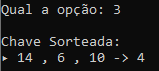 Qual a opção: 3
Chave Sorteada:
▸ 14 , 6 , 10 -> 4